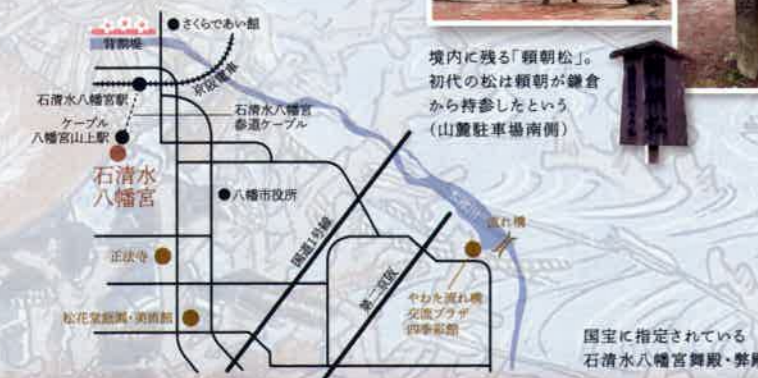 さくらであい館
背割堤
京阪電車
石清水八幡宮駅
石清水八幡宮
参道ケーブル
ケーブル
八幡宮山上駅
石清水
八幡宮
八幡市役所
国道1号線
流れ橋
正法寺
第二京阪
やわた流れ橋
交流プラザ
四季彩館
松花堂庭園・美術館
境内に残る「頼朝松」。
初代の松は頼朝が鎌倉
から持参したという
(山麓駐車場南側)
国宝に指定されている
石清水八幡宮舞殿・幣殿